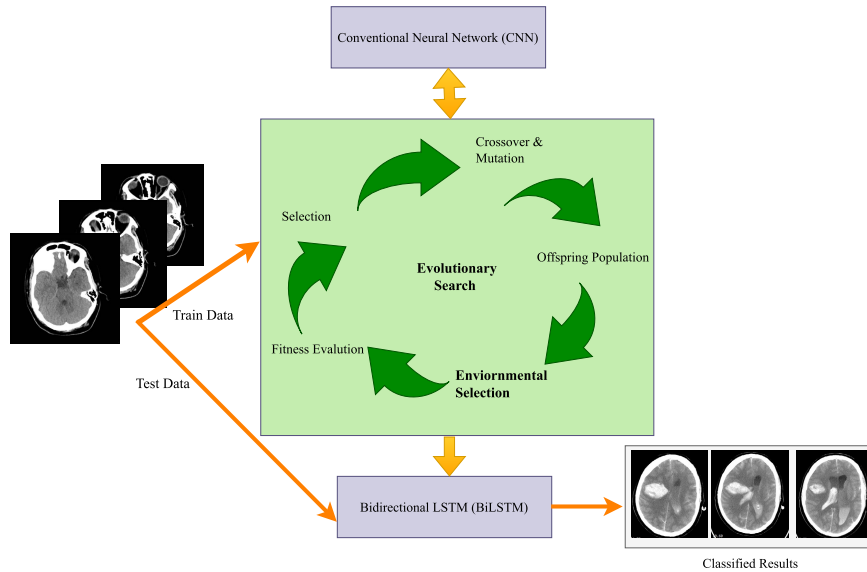 Conventional Neural Network (CNN)
Crossover &
Mutation
Selection
Offspring Population
Evolutionary
Search
Train Data
Fitness Evalution
Enviornmental
Selection
Test Data
Bidirectional LSTM (BiLSTM)
Classified Results